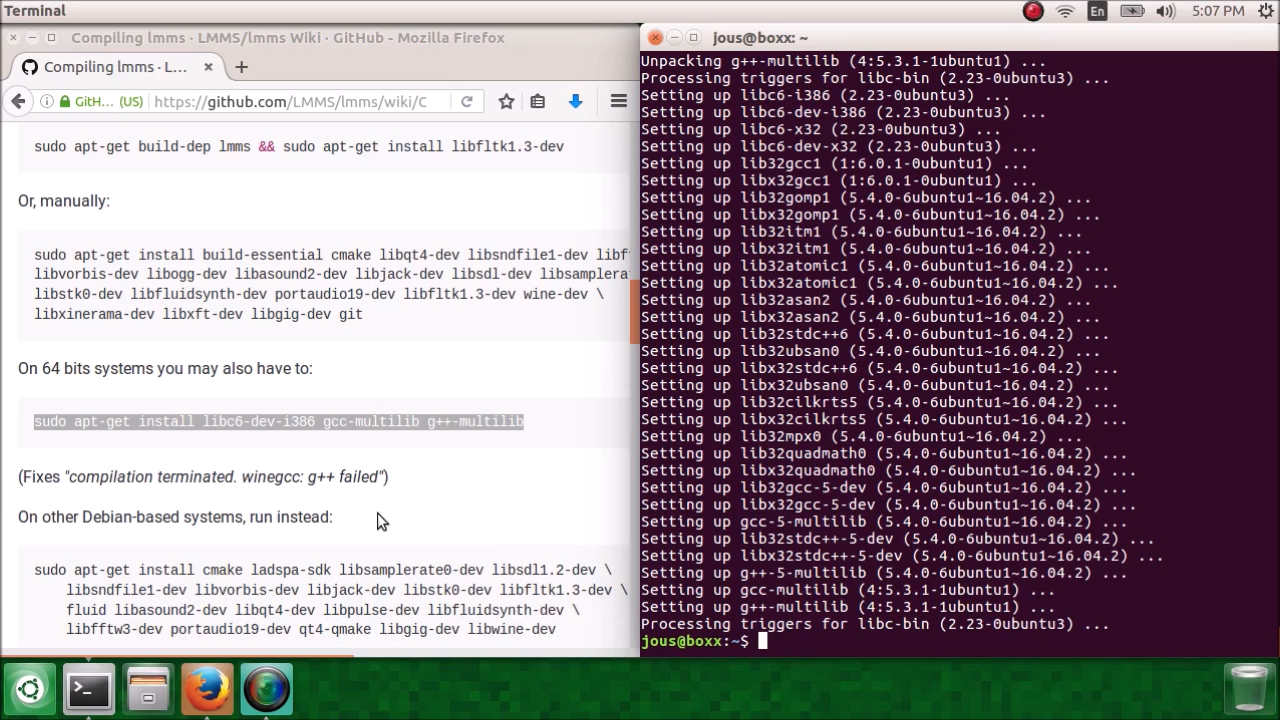 Terminal
En
5:07 PM
Compiling lmms · LMMS/lmms Wiki · GitHub - Mozilla Firefox
Compiling lmms · L...
GitH... (US)
https://github.com/LMMS/lmms/wiki/C
sudo apt-get build-dep lmms && sudo apt-get install libfltk1.3-dev
Or, manually:
sudo apt-get install build-essential cmake libqt4-dev libsndfile1-dev libf
libvorbis-dev libogg-dev libasound2-dev libjack-dev libsdl-dev libsamplera
libstk0-dev libfluidsynth-dev portaudio19-dev libfltk1.3-dev wine-dev \
libxinerama-dev libxft-dev libgig-dev git
On 64 bits systems you may also have to:
sudo apt-get install libc6-dev-i386 gcc-multilib g++-multilib
(Fixes "compilation terminated. winegcc: g++ failed")
On other Debian-based systems, run instead:
sudo apt-get install cmake ladspa-sdk libsamplerate0-dev libsdl1.2-dev \
libsndfile1-dev libvorbis-dev libjack-dev libstk0-dev libfltk1.3-dev \
fluid libasound2-dev libqt4-dev libpulse-dev libfluidsynth-dev \
libfftw3-dev portaudio19-dev qt4-qmake libgig-dev libwine-dev
jous@boxx: ~
Unpacking g++-multilib (4:5.3.1-1ubuntu1) ...
Processing triggers for libc-bin (2.23-0ubuntu3) ...
Setting up libc6-i386 (2.23-0ubuntu3) ...
Setting up libc6-dev-i386 (2.23-0ubuntu3) ...
Setting up libc6-x32 (2.23-0ubuntu3) ...
Setting up libc6-dev-x32 (2.23-0ubuntu3) ...
Setting up lib32gcc1 (1:6.0.1-0ubuntu1) ...
Setting up libx32gcc1 (1:6.0.1-0ubuntu1) ...
Setting up lib32gomp1 (5.4.0-6ubuntu1~16.04.2) ...
Setting up libx32gomp1 (5.4.0-6ubuntu1~16.04.2) ...
Setting up lib32itm1 (5.4.0-6ubuntu1~16.04.2) ...
Setting up libx32itm1 (5.4.0-6ubuntu1~16.04.2) ...
Setting up lib32atomic1 (5.4.0-6ubuntu1~16.04.2) ...
Setting up libx32atomic1 (5.4.0-6ubuntu1~16.04.2) ...
Setting up lib32asan2 (5.4.0-6ubuntu1~16.04.2) ...
Setting up libx32asan2 (5.4.0-6ubuntu1~16.04.2) ...
Setting up lib32stdc++6 (5.4.0-6ubuntu1~16.04.2) ...
Setting up lib32ubsan0 (5.4.0-6ubuntu1~16.04.2) ...
Setting up libx32stdc++6 (5.4.0-6ubuntu1~16.04.2) ...
Setting up libx32ubsan0 (5.4.0-6ubuntu1~16.04.2) ...
Setting up lib32cilkrts5 (5.4.0-6ubuntu1~16.04.2) ...
Setting up libx32cilkrts5 (5.4.0-6ubuntu1~16.04.2) ...
Setting up lib32mpx0 (5.4.0-6ubuntu1~16.04.2) ...
Setting up lib32quadmath0 (5.4.0-6ubuntu1~16.04.2) ...
Setting up libx32quadmath0 (5.4.0-6ubuntu1~16.04.2) ...
Setting up lib32gcc-5-dev (5.4.0-6ubuntu1~16.04.2) ...
Setting up libx32gcc-5-dev (5.4.0-6ubuntu1~16.04.2) ...
Setting up gcc-5-multilib (5.4.0-6ubuntu1~16.04.2) ...
Setting up lib32stdc++-5-dev (5.4.0-6ubuntu1~16.04.2) ...
Setting up libx32stdc++-5-dev (5.4.0-6ubuntu1~16.04.2) ...
Setting up g++-5-multilib (5.4.0-6ubuntu1~16.04.2) ...
Setting up gcc-multilib (4:5.3.1-1ubuntu1) ...
Setting up g++-multilib (4:5.3.1-1ubuntu1) ...
Processing triggers for libc-bin (2.23-0ubuntu3) ...
jous@boxx:~$